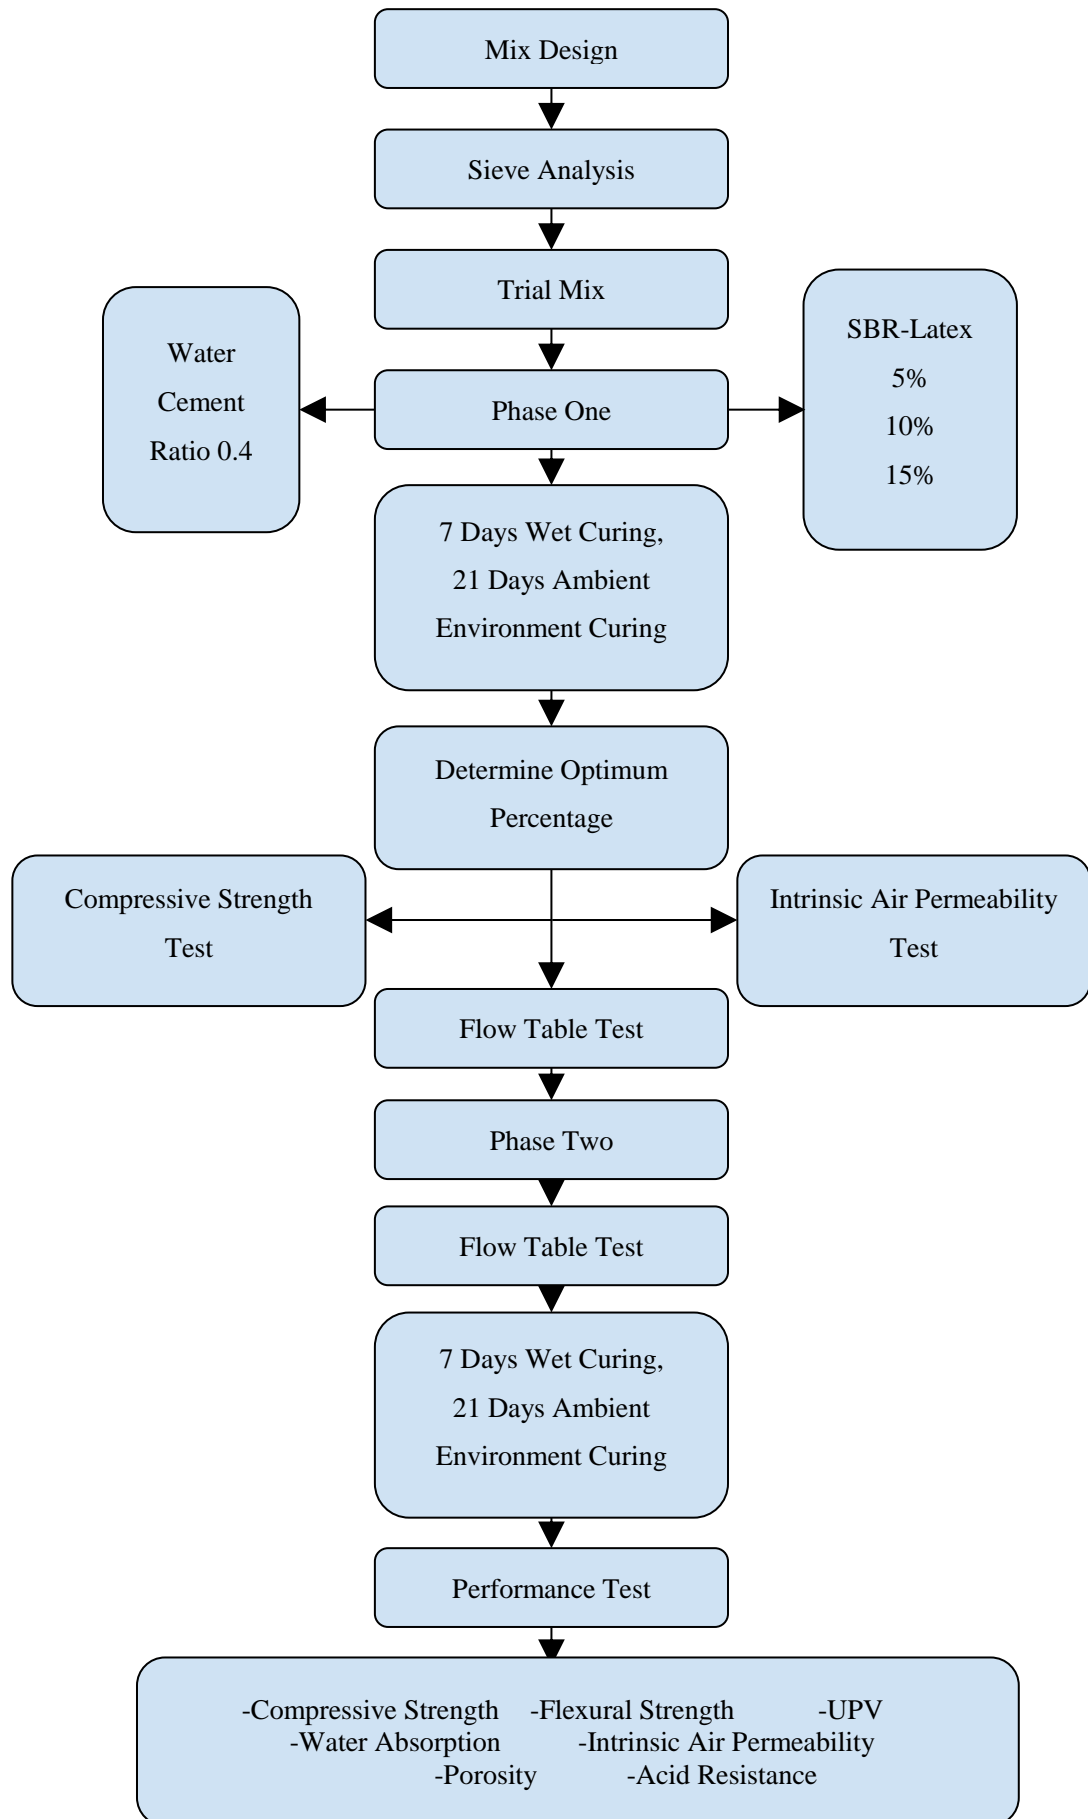 Mix Design
Sieve Analysis
Trial Mix
Water
Cement
Ratio 0.4
Phase One
SBR-Latex
5%
10%
15%
7 Days Wet Curing,
21 Days Ambient
Environment Curing
Determine Optimum
Percentage
Compressive Strength
Test
Intrinsic Air Permeability
Test
Flow Table Test
Phase Two
Flow Table Test
7 Days Wet Curing,
21 Days Ambient
Environment Curing
Performance Test
-Compressive Strength -Flexural Strength -UPV
-Water Absorption -Intrinsic Air Permeability
-Porosity -Acid Resistance